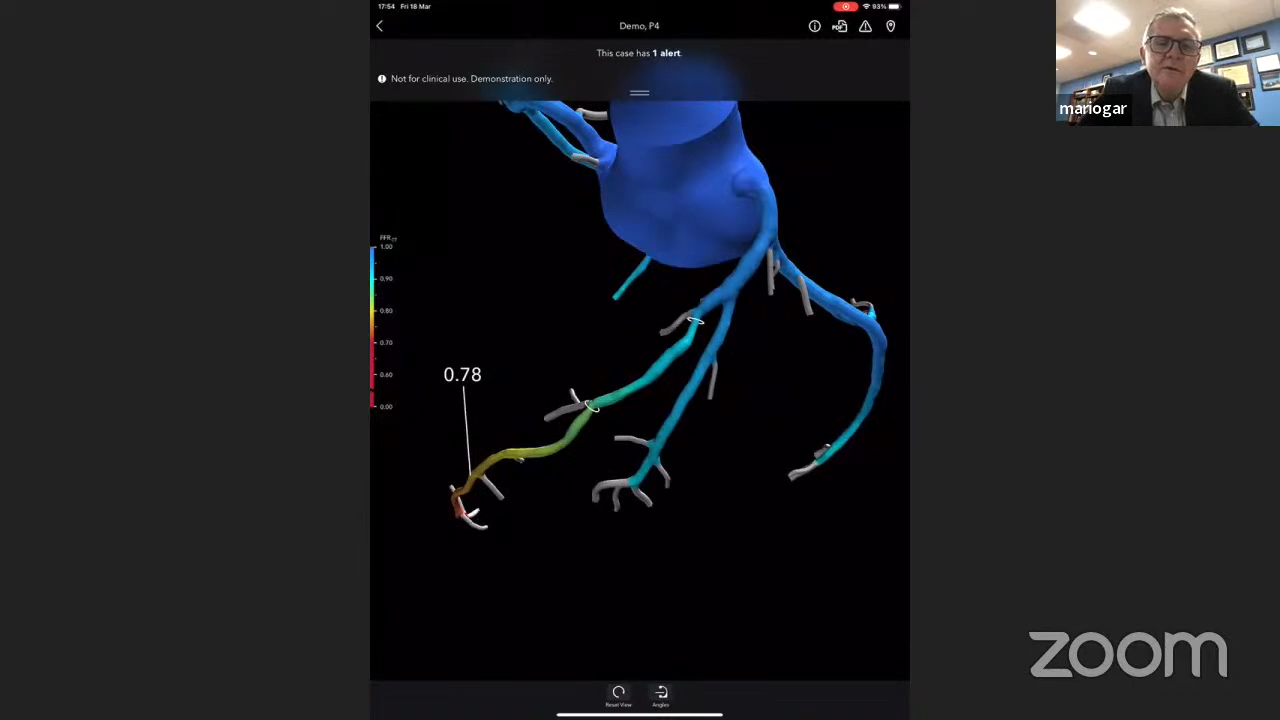 17:54 Fri 18 Mar
93%
Demo, P4
PDF
This case has 1 alert.
Not for clinical use. Demonstration only.
mariogar
FFRCT
1.00
0.90
0.80
0.70
0.60
0.00
0.78
Reset View
Angles
zoom